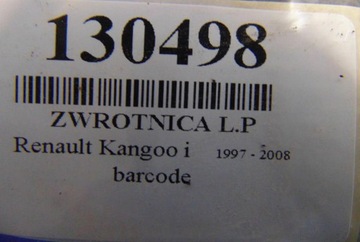 130498
ZWROTNICA L.P
Renault Kangoo i 1997 - 2008
barcode